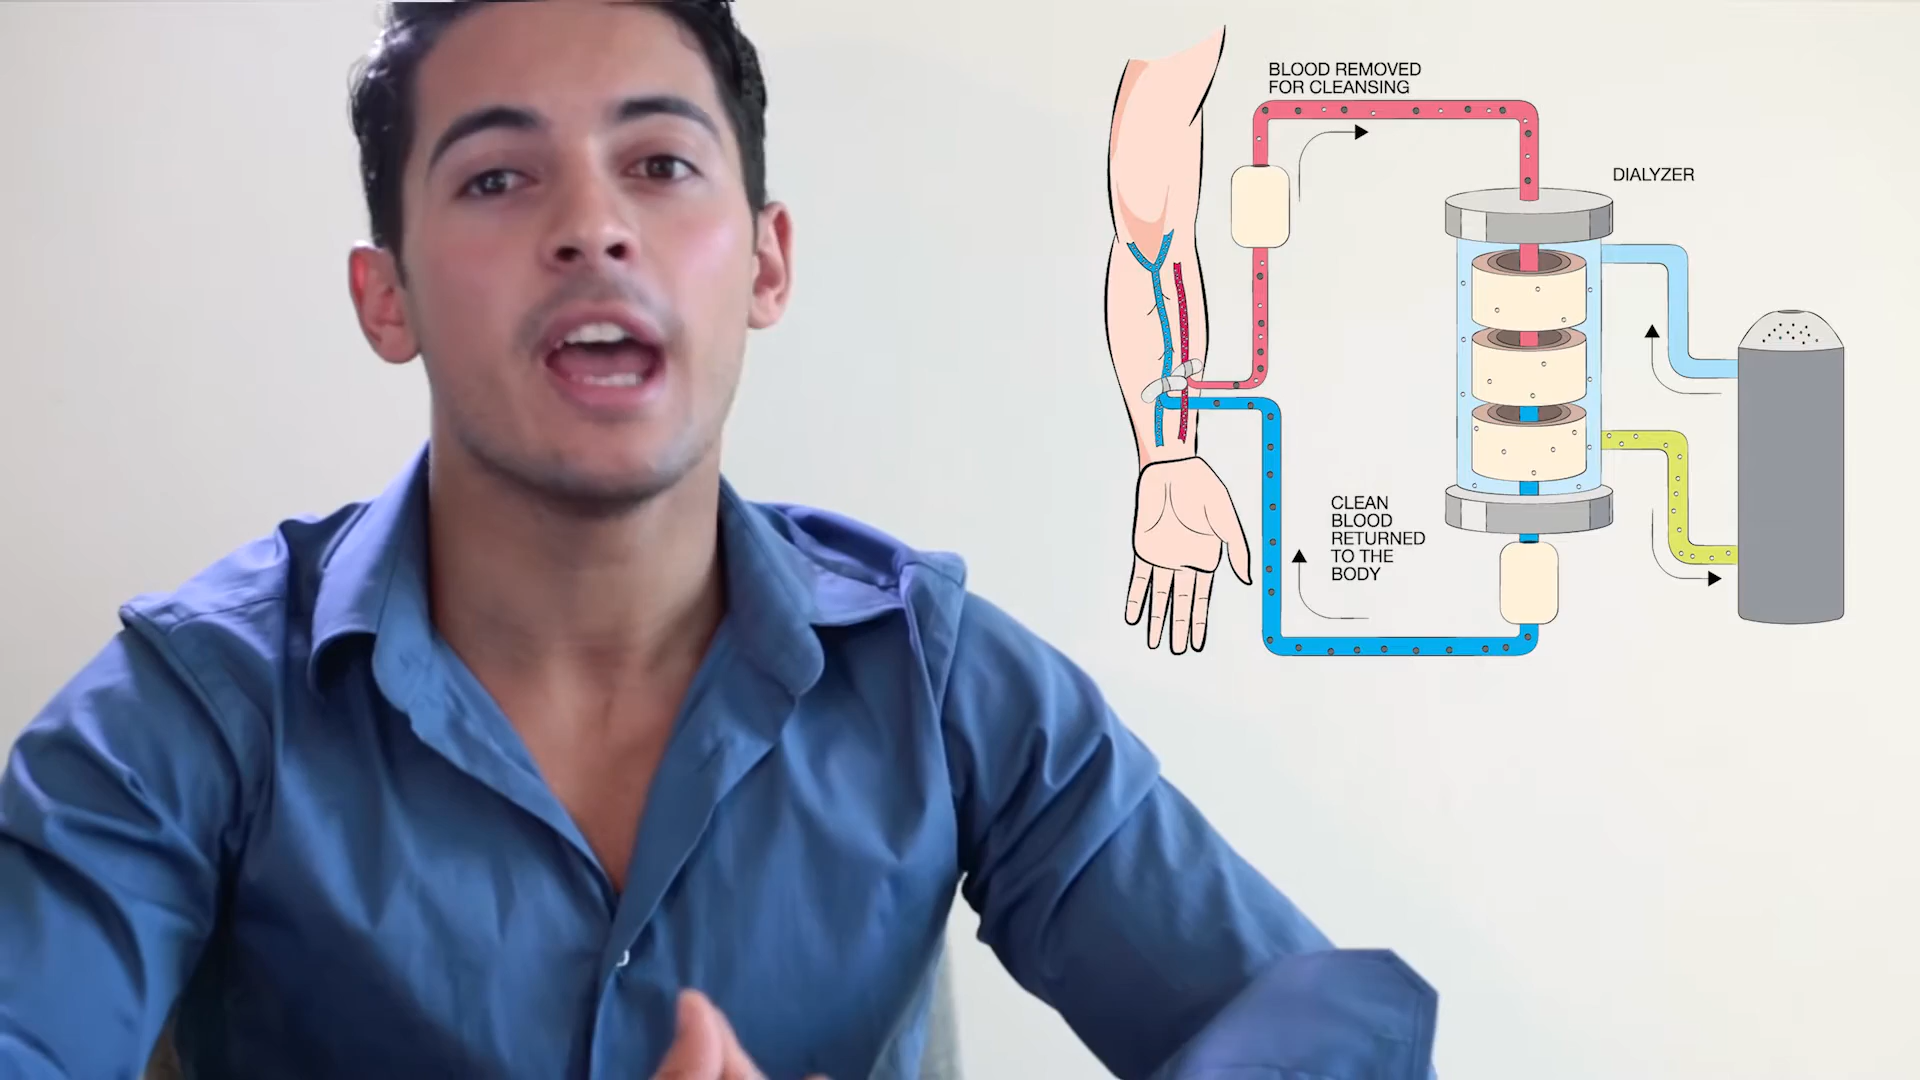 BLOOD REMOVED
FOR CLEANSING
DIALYZER
CLEAN
BLOOD
RETURNED
TO THE
BODY